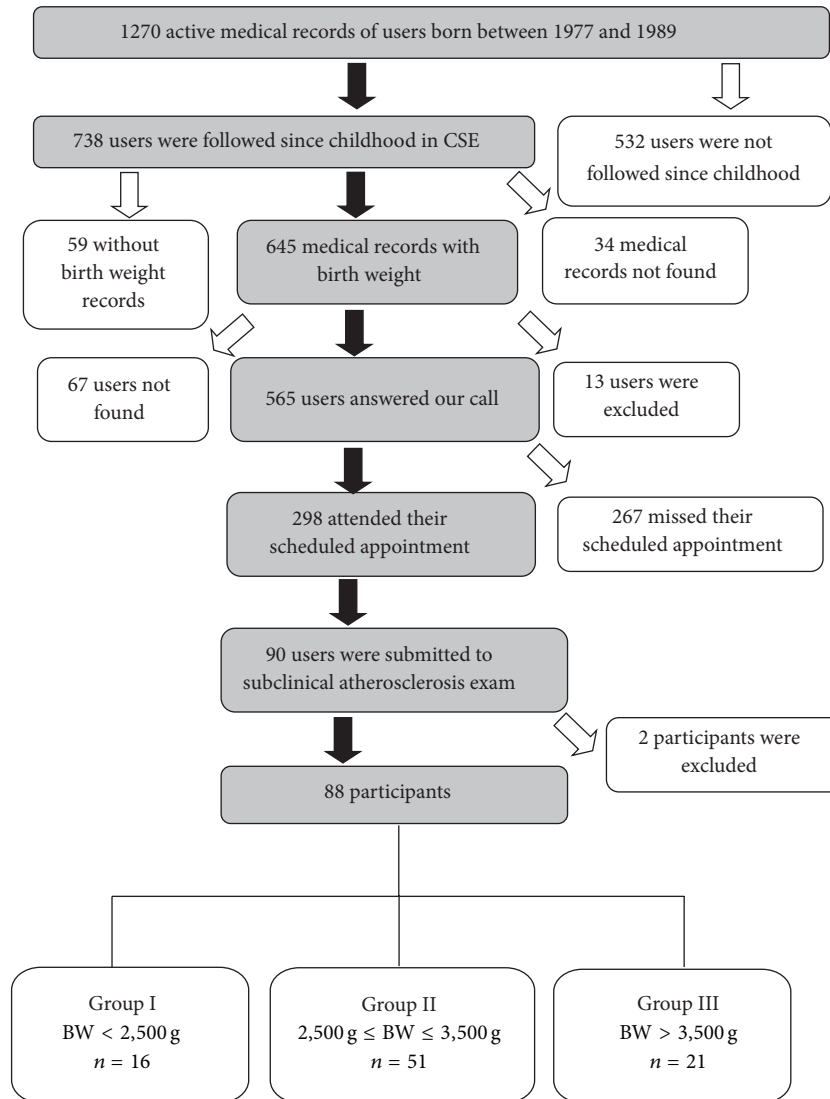 1270 active medical records of users born between 1977 and 1989
738 users were followed since childhood in CSE
532 users were not
followed since childhood
59 without
birth weight
records
645 medical records with
birth weight
34 medical
records not found
67 users not
found
565 users answered our call
13 users were
excluded
298 attended their
scheduled appointment
267 missed their
scheduled appointment
90 users were submitted to
subclinical atherosclerosis exam
2 participants were
excluded
88 participants
Group I
BW < 2,500 g
n = 16
Group II
2,500 g ≤ BW ≤ 3,500 g
n = 51
Group III
BW > 3,500 g
n = 21